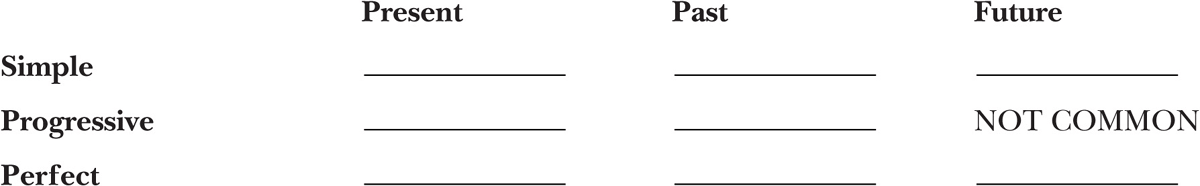 Present Past Future
Simple
Progressive NOT COMMON
Perfect